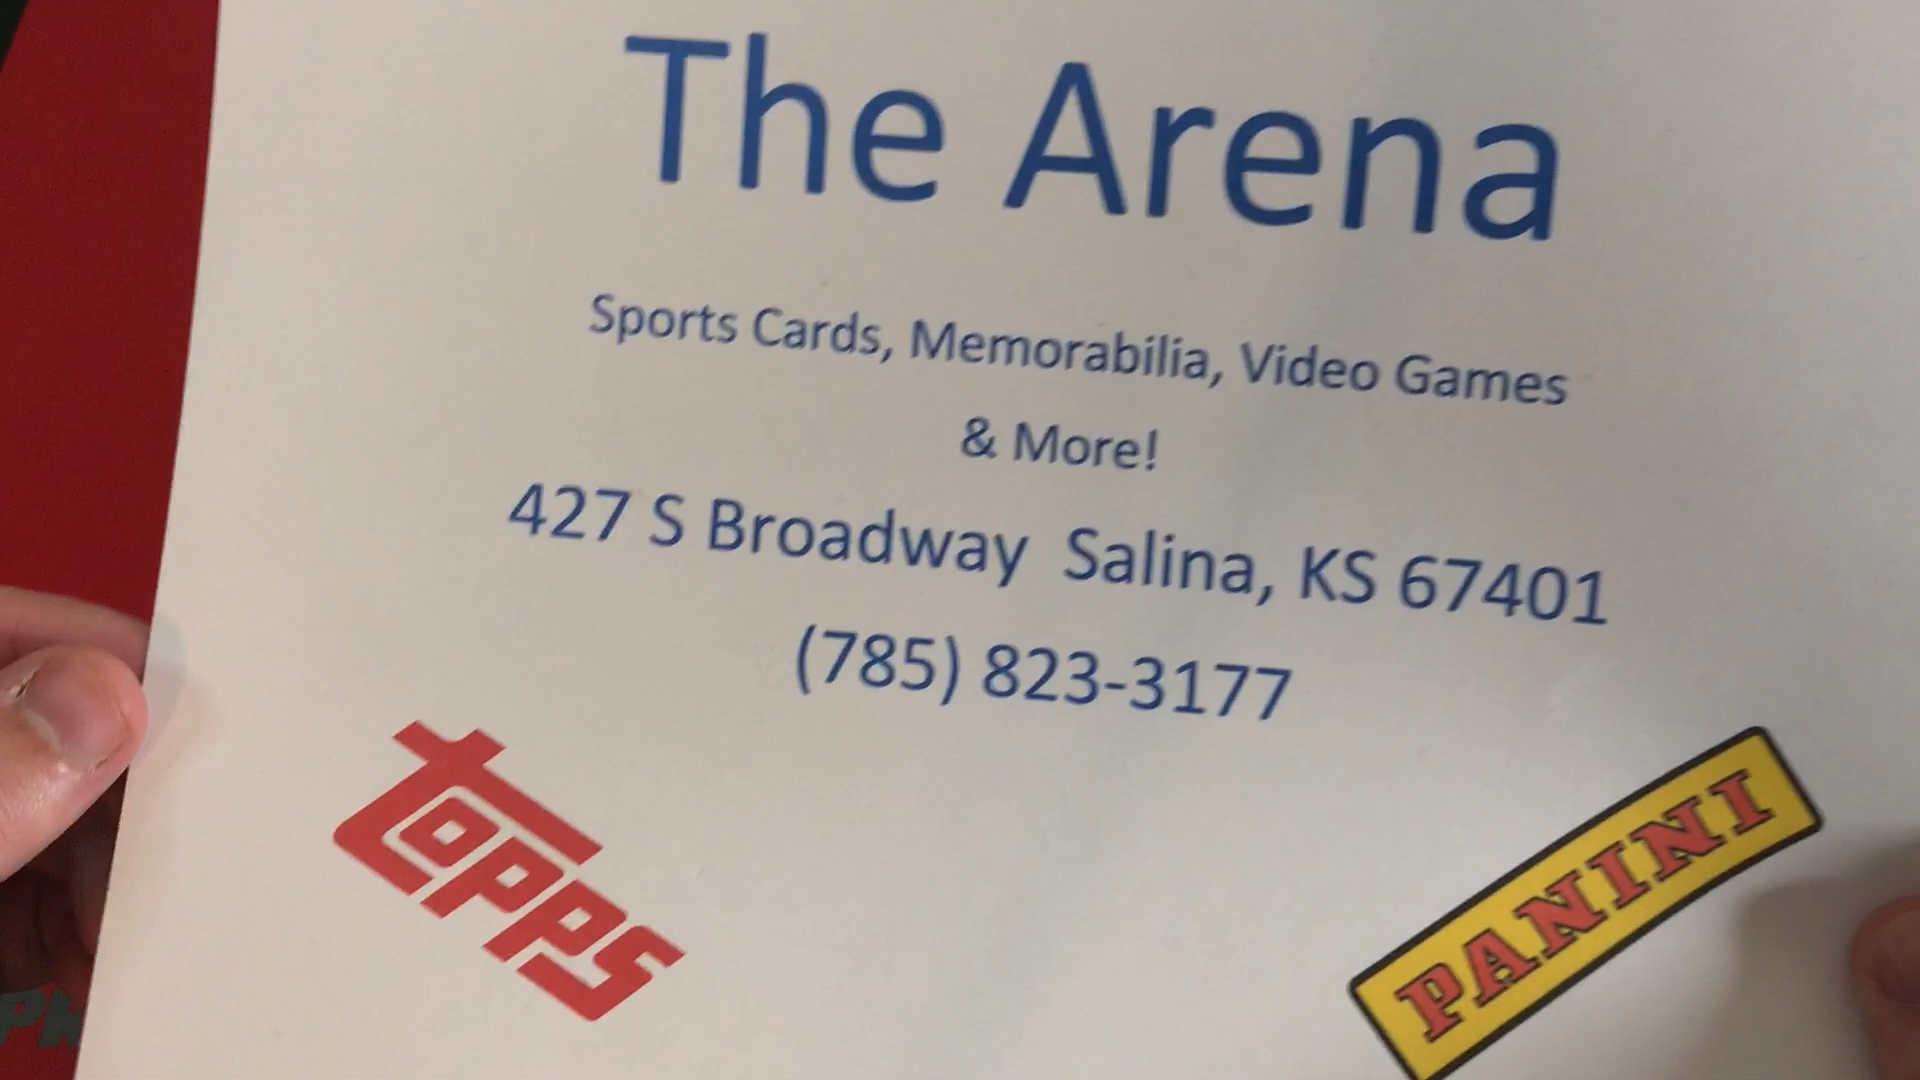 The Arena
Sports Cards, Memorabilia, Video Games
& More!
427 S Broadway Salina, KS 67401
(785) 823-3177
Topps
PANINI